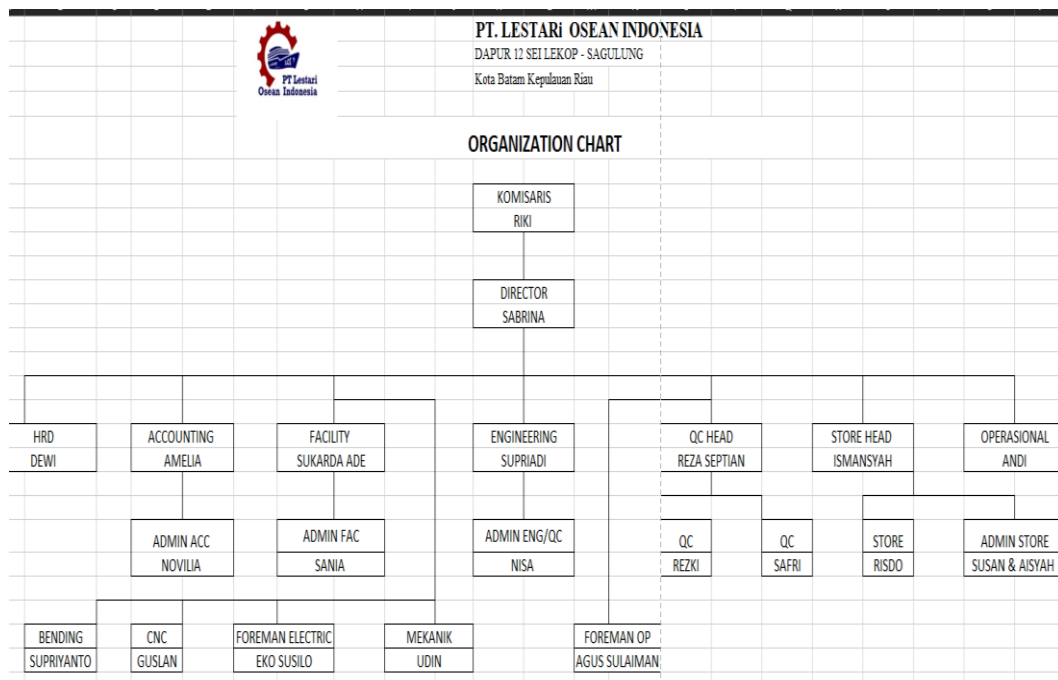 PT. LESTARi OSEAN INDONESIA
DAPUR 12 SEI LEKOP - SAGULUNG
Kota Batam Kepulauan Riau
PT Lestari
Osean Indonesia
ORGANIZATION CHART
KOMISARIS
RIKI
DIRECTOR
SABRINA
HRD
DEWI
ACCOUNTING
AMELIA
FACILITY
SUKARDA ADE
ENGINEERING
SUPRIADI
QC HEAD
REZA SEPTIAN
STORE HEAD
ISMANSYAH
OPERASIONAL
ANDI
ADMIN ACC
NOVILIA
ADMIN FAC
SANIA
ADMIN ENG/QC
NISA
QC
REZKI
QC
SAFRI
STORE
RISDO
ADMIN STORE
SUSAN & AISYAH
BENDING
SUPRIYANTO
CNC
GUSLAN
FOREMAN ELECTRIC
EKO SUSILO
MEKANIK
UDIN
FOREMAN OP
AGUS SULAIMAN